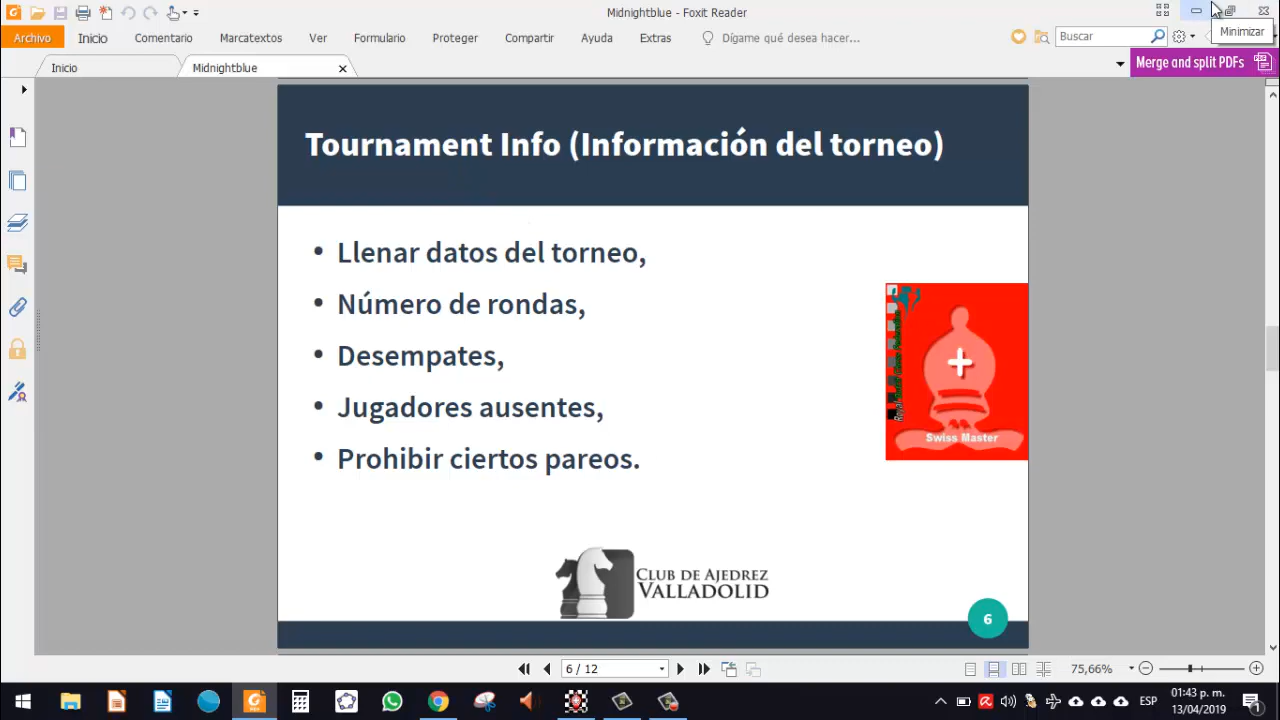 Midnightblue - Foxit Reader
Minimizar
Archivo Inicio Comentario Marcatextos Ver Formulario Proteger Compartir Ayuda Extras Dígame qué desea hacer... Buscar
Inicio Midnightblue
Merge and split PDFs
Tournament Info (Información del torneo)
• Llenar datos del torneo,
• Número de rondas,
• Desempates,
• Jugadores ausentes,
• Prohibir ciertos pareos.
Swiss Master
CLUB DE AJEDREZ
VALLADOLID
6
6 / 12
75,66%
ESP
01:43 p. m.
13/04/2019
1